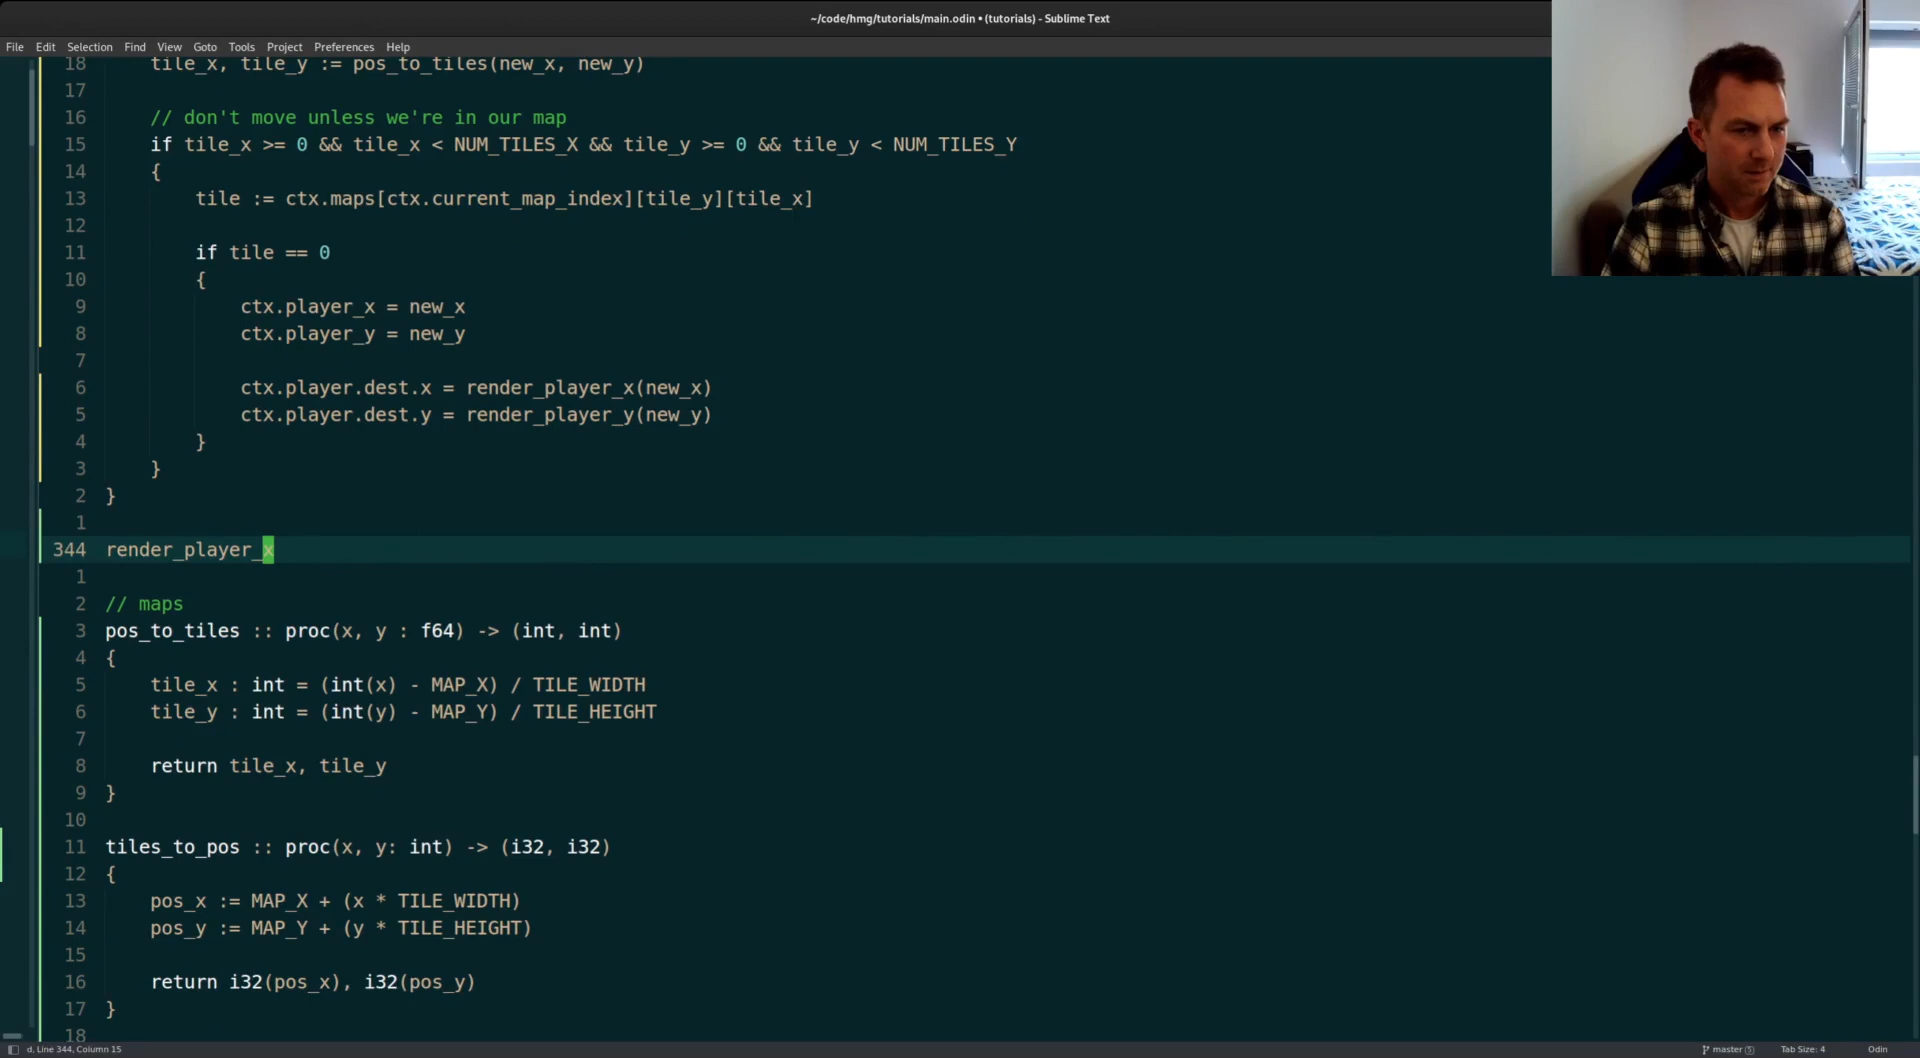 ~/code/hmg/tutorials/main.odin • (tutorials) - Sublime Text
File Edit Selection Find View Goto Tools Project Preferences Help
18 tile_x, tile_y := pos_to_tiles(new_x, new_y)
17
16 // don't move unless we're in our map
15 if tile_x >= 0 && tile_x < NUM_TILES_X && tile_y >= 0 && tile_y < NUM_TILES_Y
14 {
13 tile := ctx.maps[ctx.current_map_index][tile_y][tile_x]
12
11 if tile == 0
10 {
9 ctx.player_x = new_x
8 ctx.player_y = new_y
7
6 ctx.player.dest.x = render_player_x(new_x)
5 ctx.player.dest.y = render_player_y(new_y)
4 }
3 }
2 }
1
344 render_player_x
1
2 // maps
3 pos_to_tiles :: proc(x, y : f64) -> (int, int)
4 {
5 tile_x : int = (int(x) - MAP_X) / TILE_WIDTH
6 tile_y : int = (int(y) - MAP_Y) / TILE_HEIGHT
7
8 return tile_x, tile_y
9 }
10
11 tiles_to_pos :: proc(x, y: int) -> (i32, i32)
12 {
13 pos_x := MAP_X + (x * TILE_WIDTH)
14 pos_y := MAP_Y + (y * TILE_HEIGHT)
15
16 return i32(pos_x), i32(pos_y)
17 }
18
d, Line 344, Column 15 master 5 Tab Size: 4 Odin